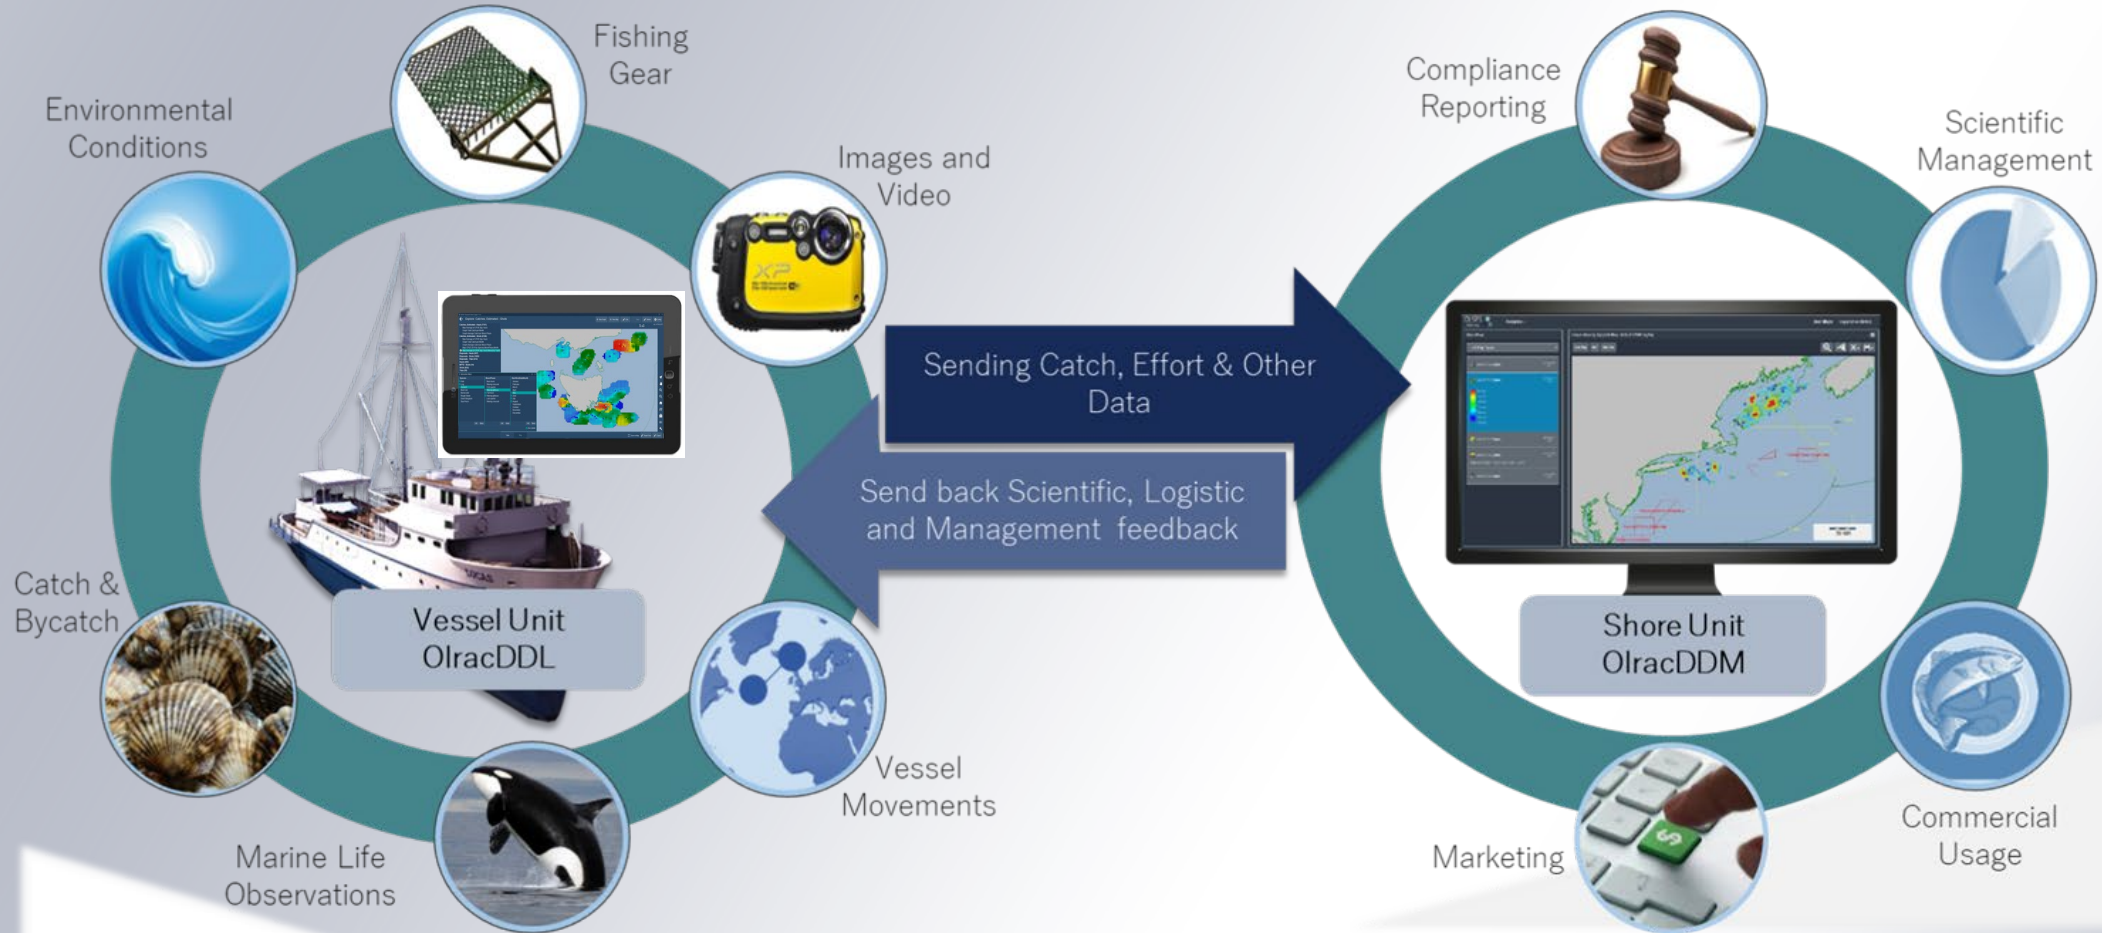 Fishing
Gear
Environmental
Conditions
Images and
Video
XP
Catch &
Bycatch
LUCAS
Vessel Unit
OlracDDL
Marine Life
Observations
Vessel
Movements
Sending Catch, Effort & Other
Data
Send back Scientific, Logistic
and Management feedback
Compliance
Reporting
Scientific
Management
Shore Unit
OlracDDM
Commercial
Usage
Marketing
$